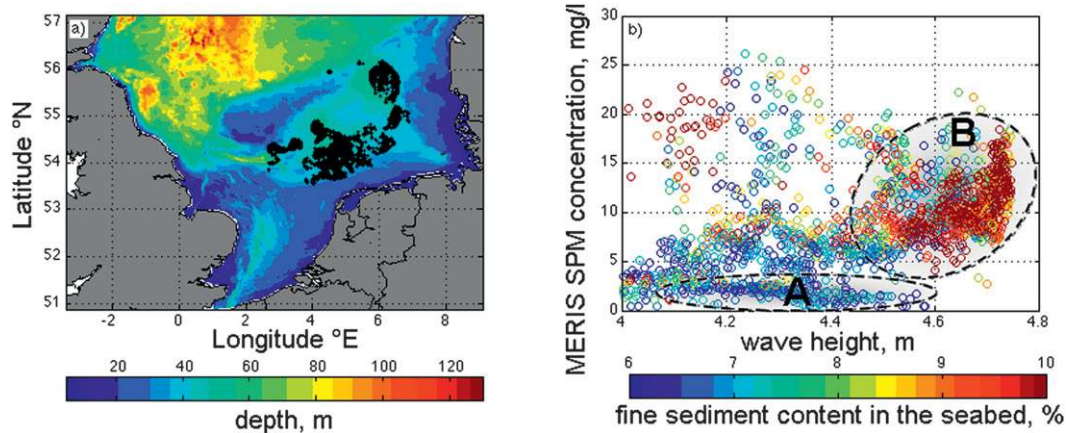 a)
Latitude °N
57
56
55
54
53
52
51
-2 0 2 4 6 8
Longitude °E
20 40 60 80 100 120
depth, m
b)
MERIS SPM concentration, mg/l
30
25
20
15
10
5
0
B
A
4 4.2 4.4 4.6 4.8
wave height, m
6 7 8 9 10
fine sediment content in the seabed, %